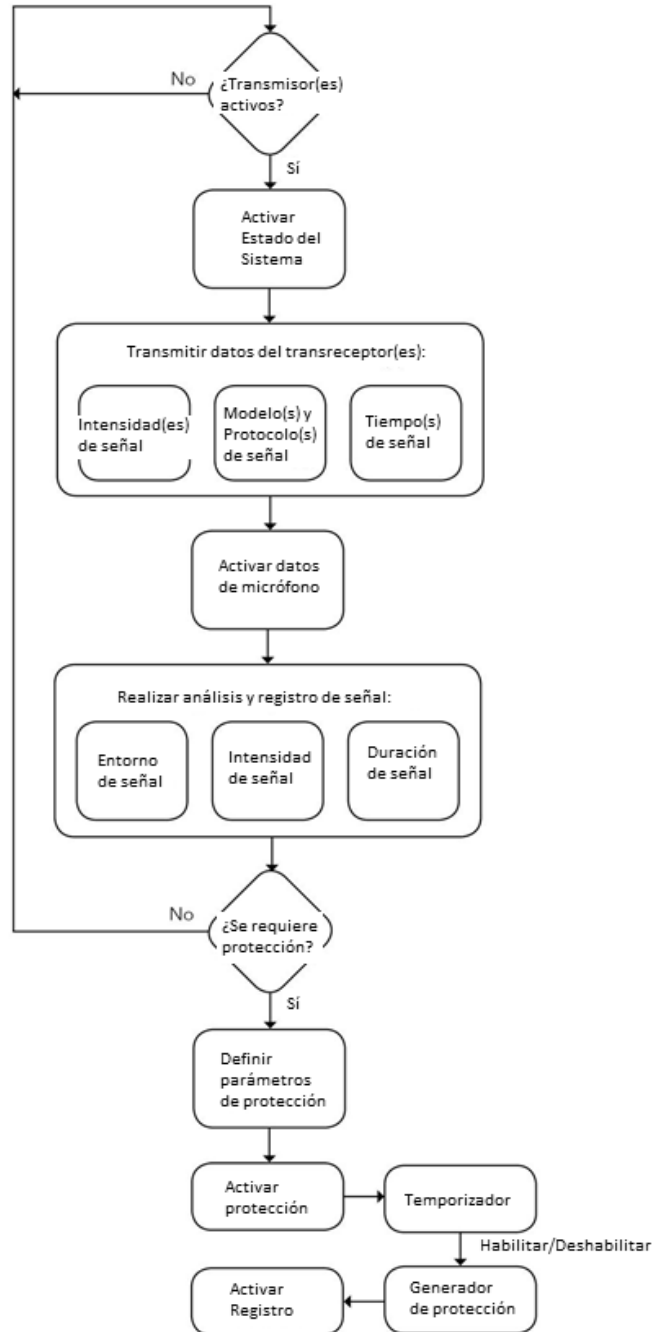 No
¿Transmisor(es)
activos?
Sí
Activar
Estado del
Sistema
Transmitir datos del transreceptor(es):
Intensidad(es)
de señal
Modelo(s) y
Protocolo(s)
de señal
Tiempo(s)
de señal
Activar datos
de micrófono
Realizar análisis y registro de señal:
Entorno
de señal
Intensidad
de señal
Duración
de señal
No
¿Se requiere
protección?
Sí
Definir
parámetros
de protección
Activar
protección
Temporizador
Habilitar/Deshabilitar
Generador
de protección
Activar
Registro